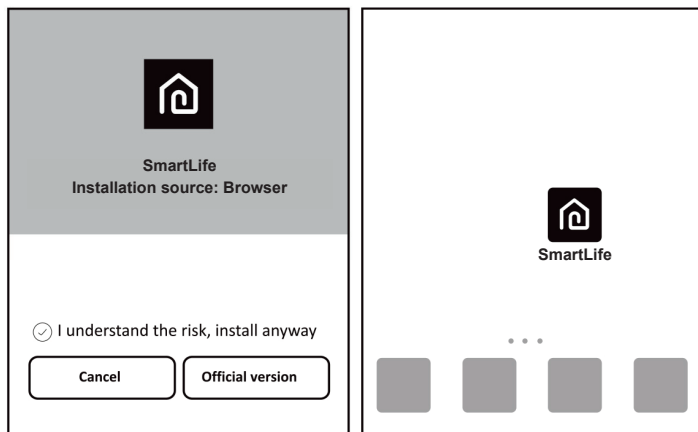 SmartLife
Installation source: Browser
I understand the risk, install anyway
Cancel
Official version
SmartLife